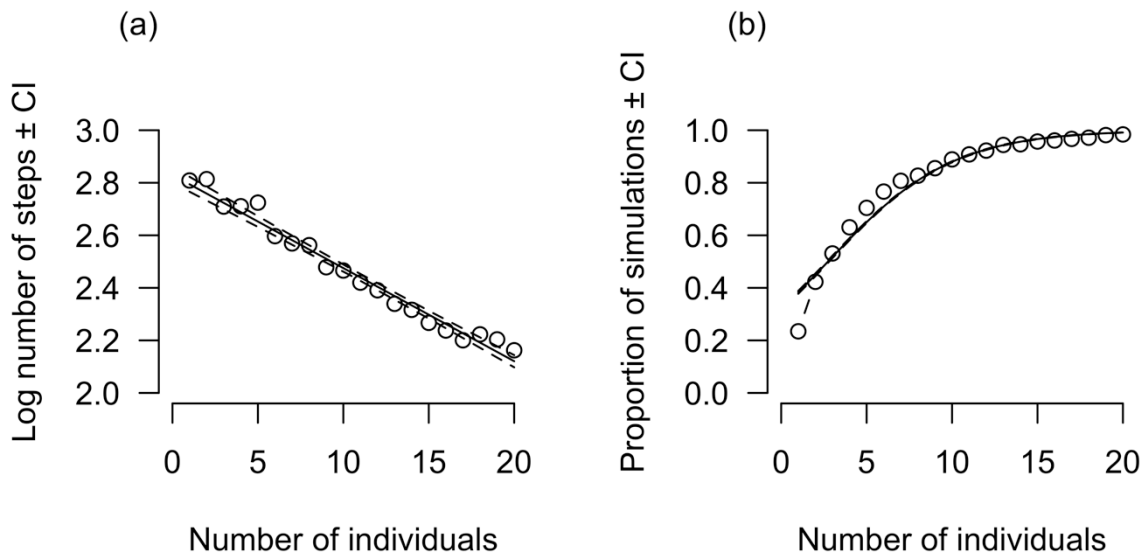 (a)
Log number of steps ± CI
3.0
2.8
2.6
2.4
2.2
2.0
0 5 10 15 20
Number of individuals
(b)
Proportion of simulations ± CI
1.0
0.8
0.6
0.4
0.2
0.0
0 5 10 15 20
Number of individuals